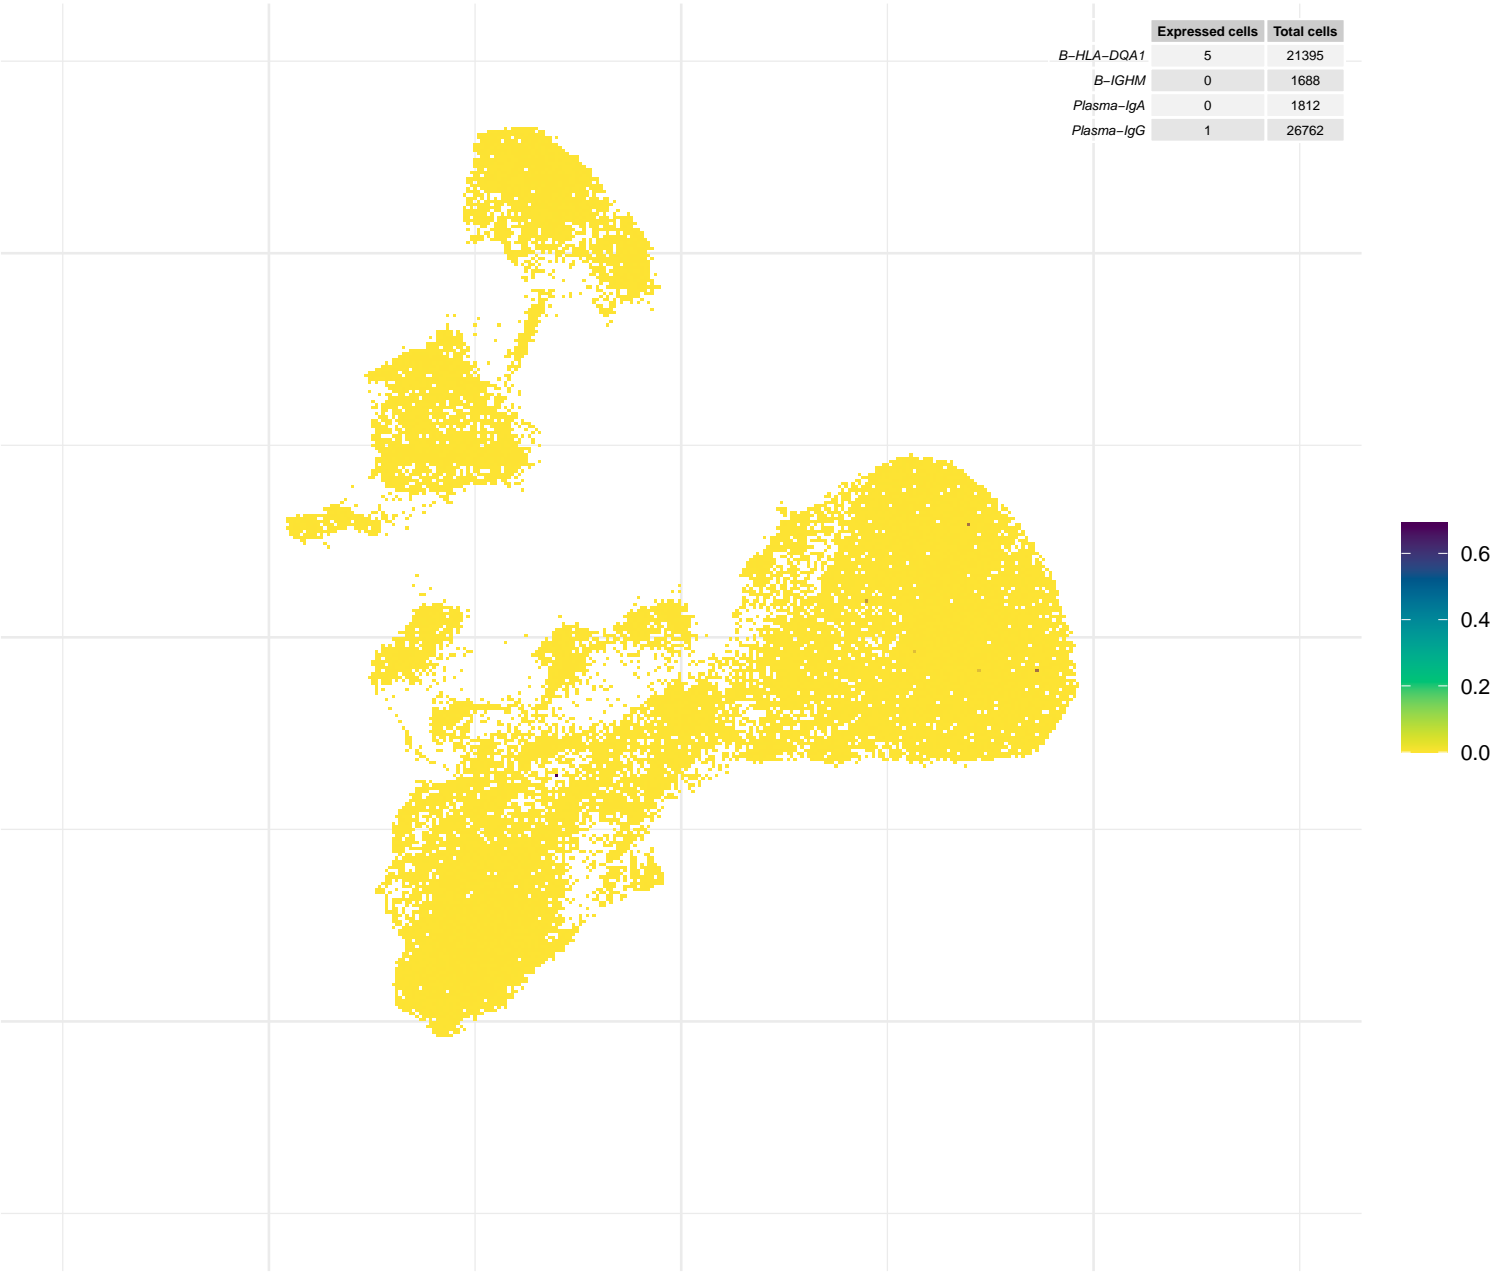 Expressed cells Total cells
B−HLA−DQA1 5 21395
B−IGHM 0 1688
Plasma−IgA 0 1812
Plasma−IgG 1 26762
0.6
0.4
0.2
0.0